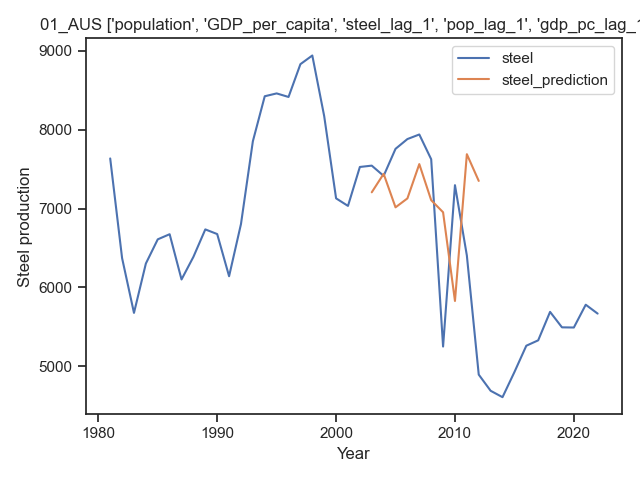 01_AUS ['population', 'GDP_per_capita', 'steel_lag_1', 'pop_lag_1', 'gdp_pc_lag_1
9000
8000
7000
6000
5000
Steel production
steel
steel_prediction
1980
1990
2000
2010
2020
Year